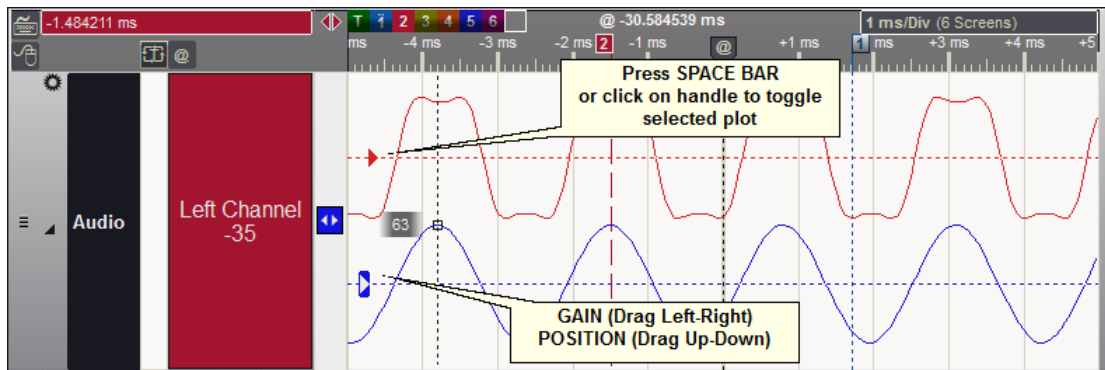 -1.484211 ms
T 1 2 3 4 5 6
@ -30.584539 ms
1 ms/Div (6 Screens)
@
ms -4 ms -3 ms -2 ms 2 -1 ms @ +1 ms 1 ms +3 ms +4 ms +5
Press SPACE BAR
or click on handle to toggle
selected plot
Audio
Left Channel
-35
63
GAIN (Drag Left-Right)
POSITION (Drag Up-Down)